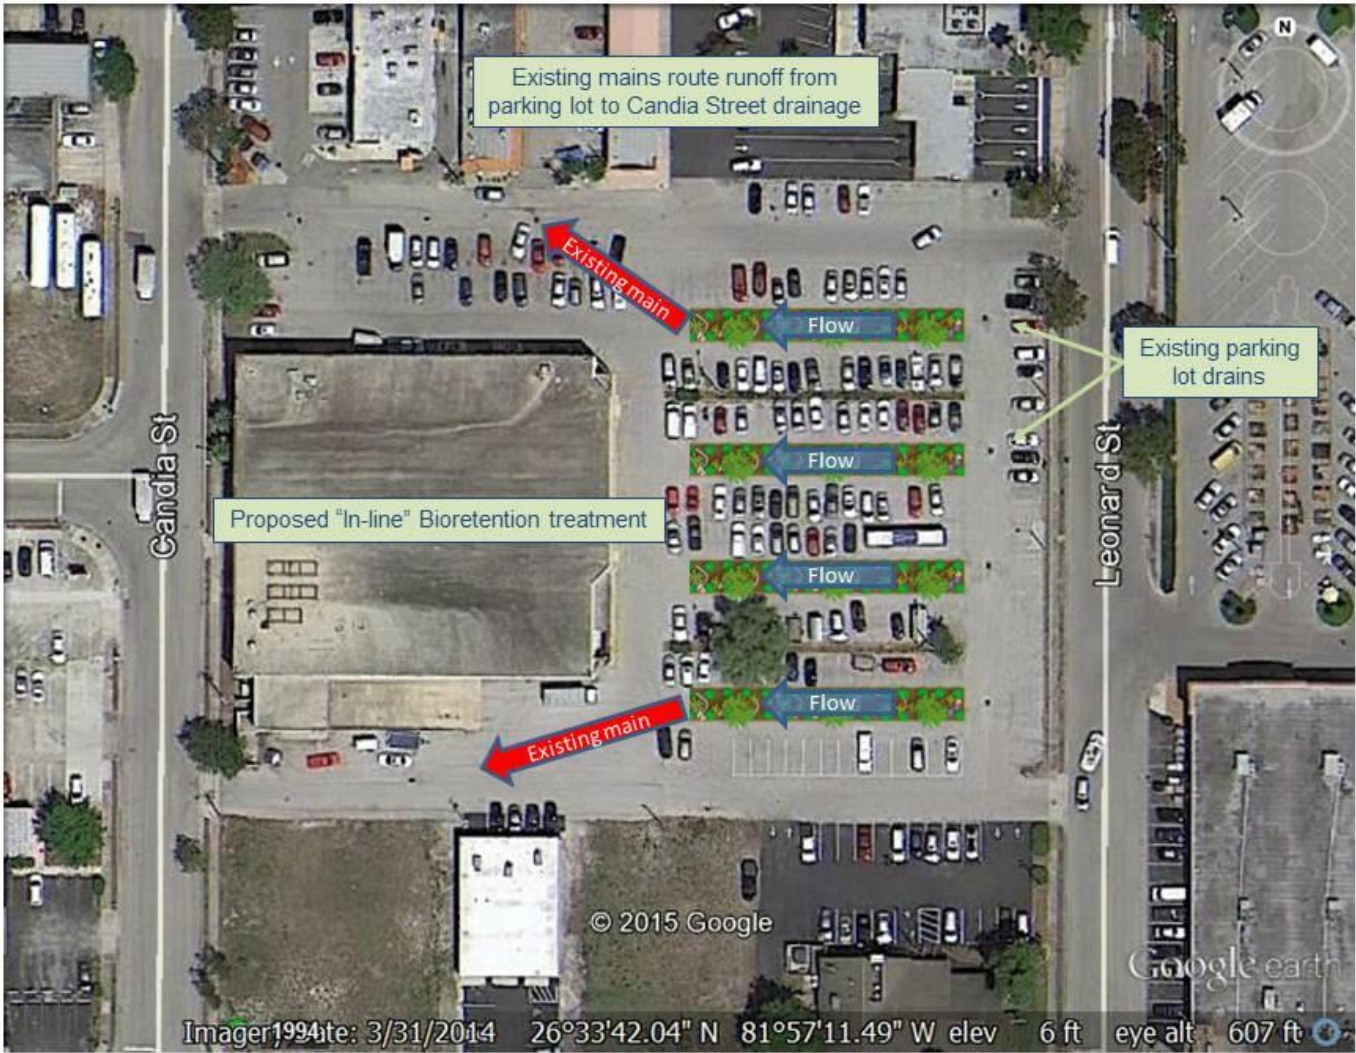 N
Existing mains route runoff from
parking lot to Candia Street drainage
Existing main
Flow
Existing parking
lot drains
Flow
Candia St
Leonard St
Proposed “In-line” Bioretention treatment
Flow
Flow
Existing main
© 2015 Google
Google earth
1994
Imagery Date: 3/31/2014 26°33'42.04" N 81°57'11.49" W elev 6 ft eye alt 607 ft